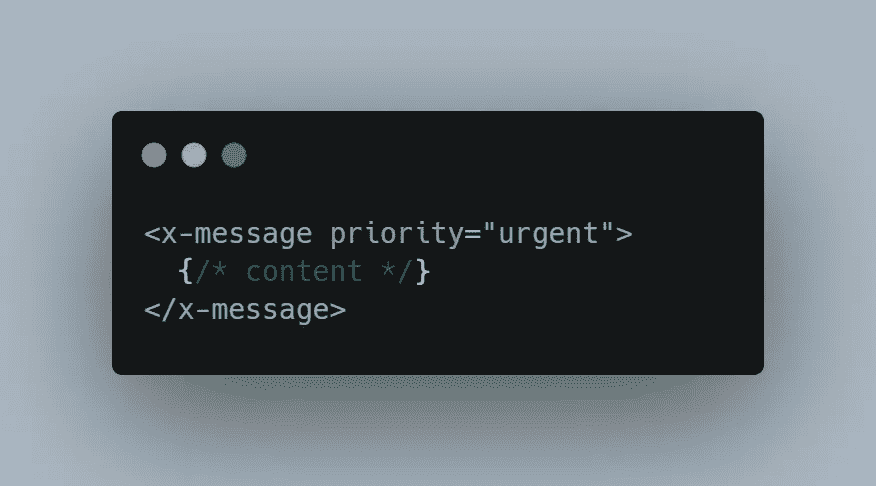 <x-message priority="urgent">
  {/* content */}
</x-message>